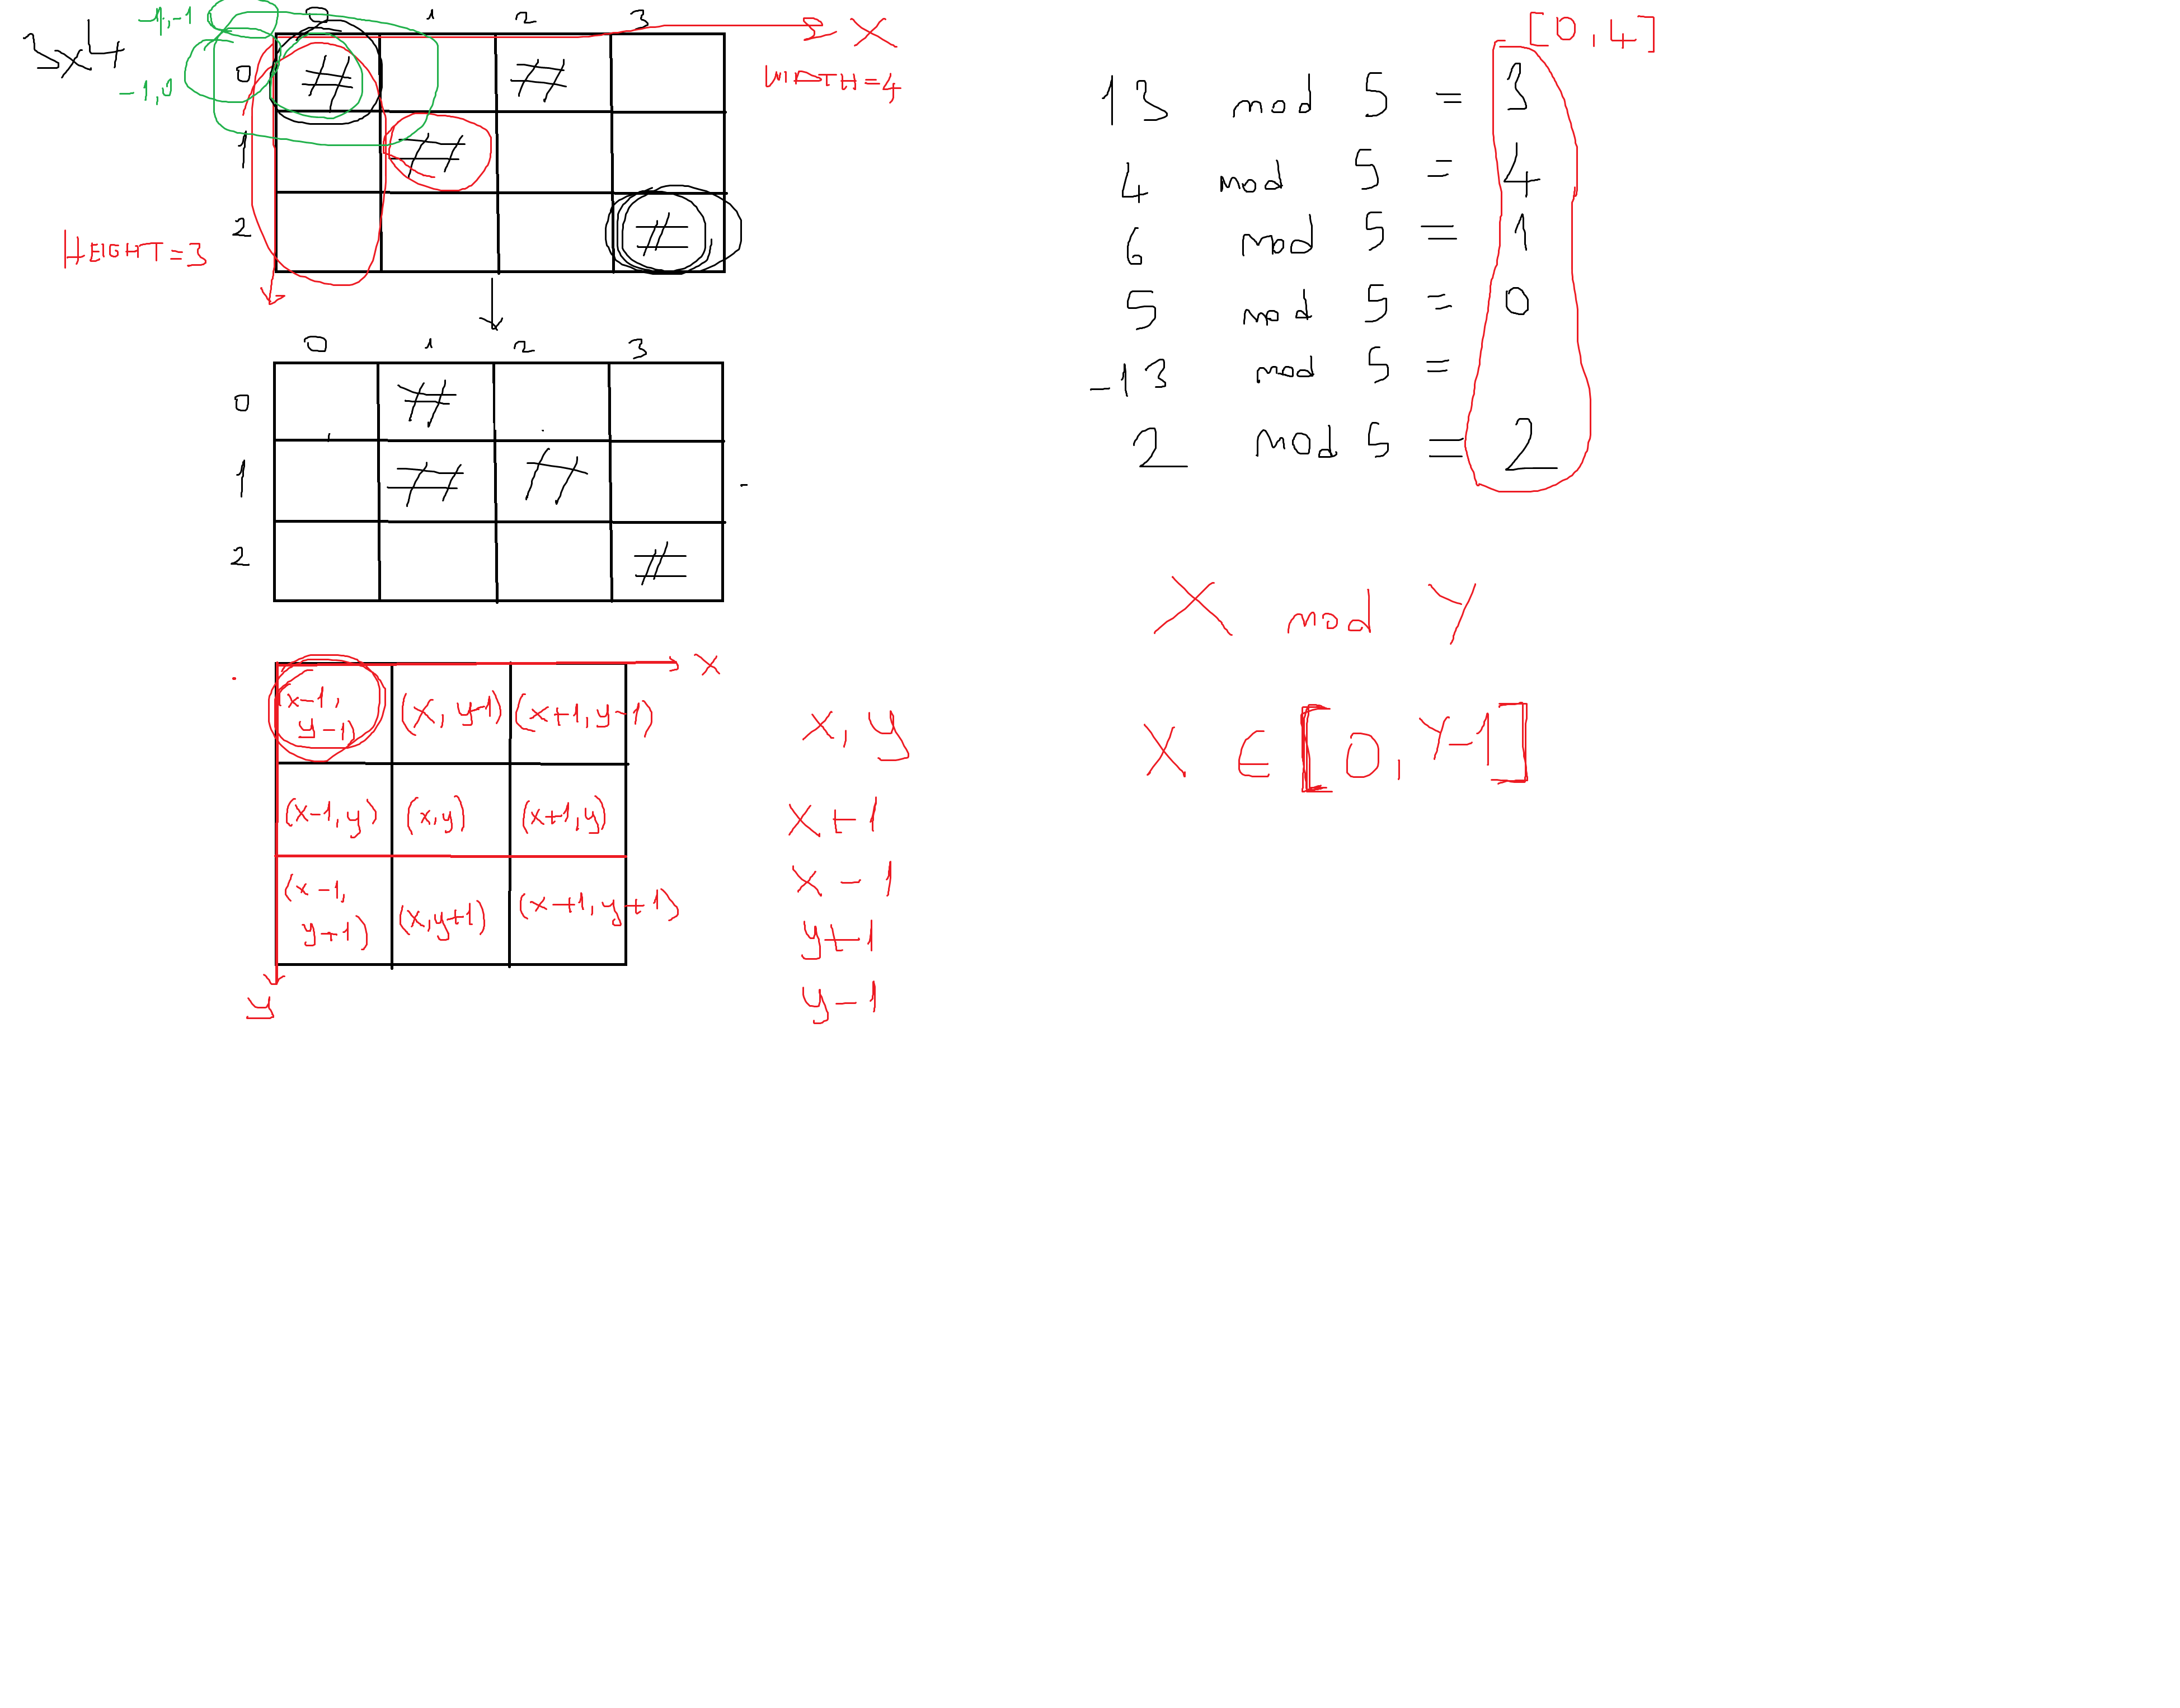 3x4
-1,-1
-1,0
0 1 2 3
X
WIDTH=4
0 # #
1 #
2 #
HEIGHT=3
0 1 2 3
0 #
1 # #
2 #
x
(x-1, y-1) (x, y-1) (x+1, y-1)
(x-1, y) (x,y) (x+1, y)
(x-1, y+1) (x,y+1) (x+1, y+1)
y
x, y
x+1
x-1
y+1
y-1
[0,4]
13 mod 5 = 3
4 mod 5 = 4
6 mod 5 = 1
5 mod 5 = 0
-13 mod 5 =
2 mod 5 = 2
X mod Y
X ∈ [0, Y-1]